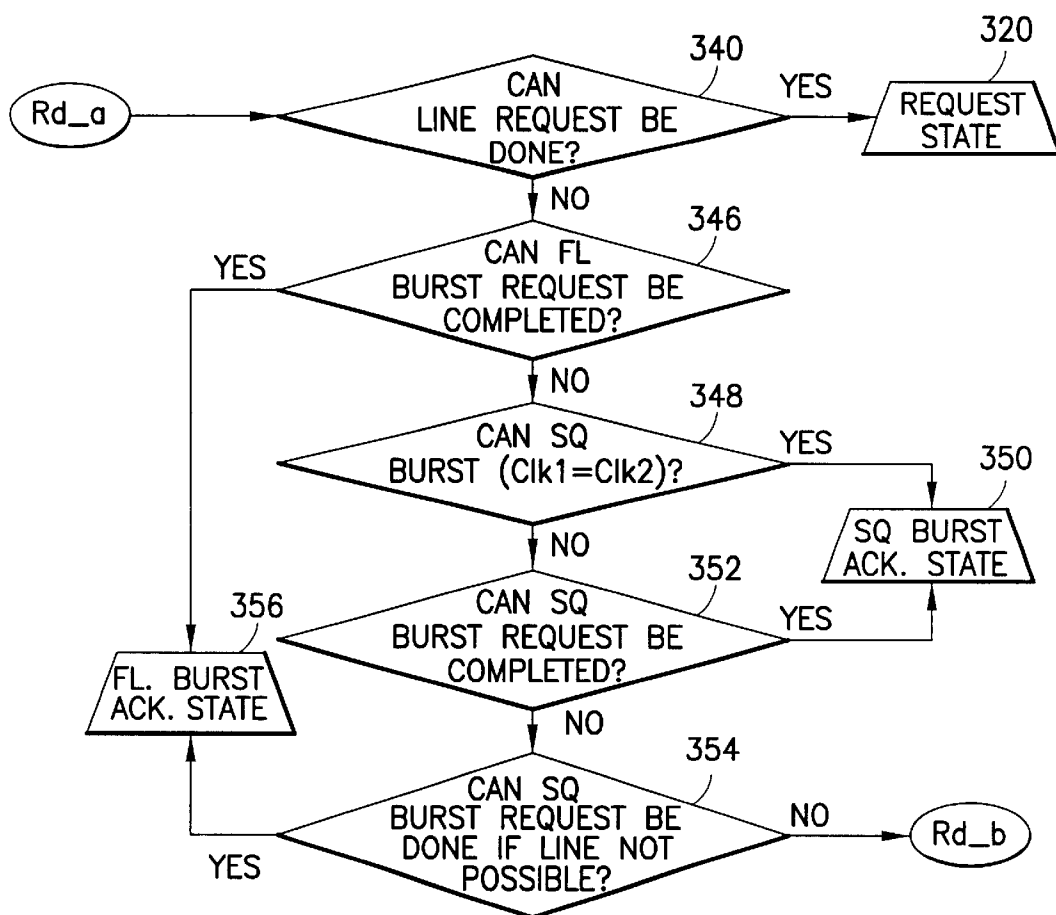 340
320
Rd_a
CAN
LINE REQUEST BE
DONE?
YES
REQUEST
STATE
NO
346
YES
CAN FL
BURST REQUEST BE
COMPLETED?
NO
348
CAN SQ
BURST (Clk1=Clk2)?
YES
350
SQ BURST
ACK. STATE
NO
352
CAN SQ
BURST REQUEST BE
COMPLETED?
YES
356
FL. BURST
ACK. STATE
NO
354
CAN SQ
BURST REQUEST BE
DONE IF LINE NOT
POSSIBLE?
YES
NO
Rd_b